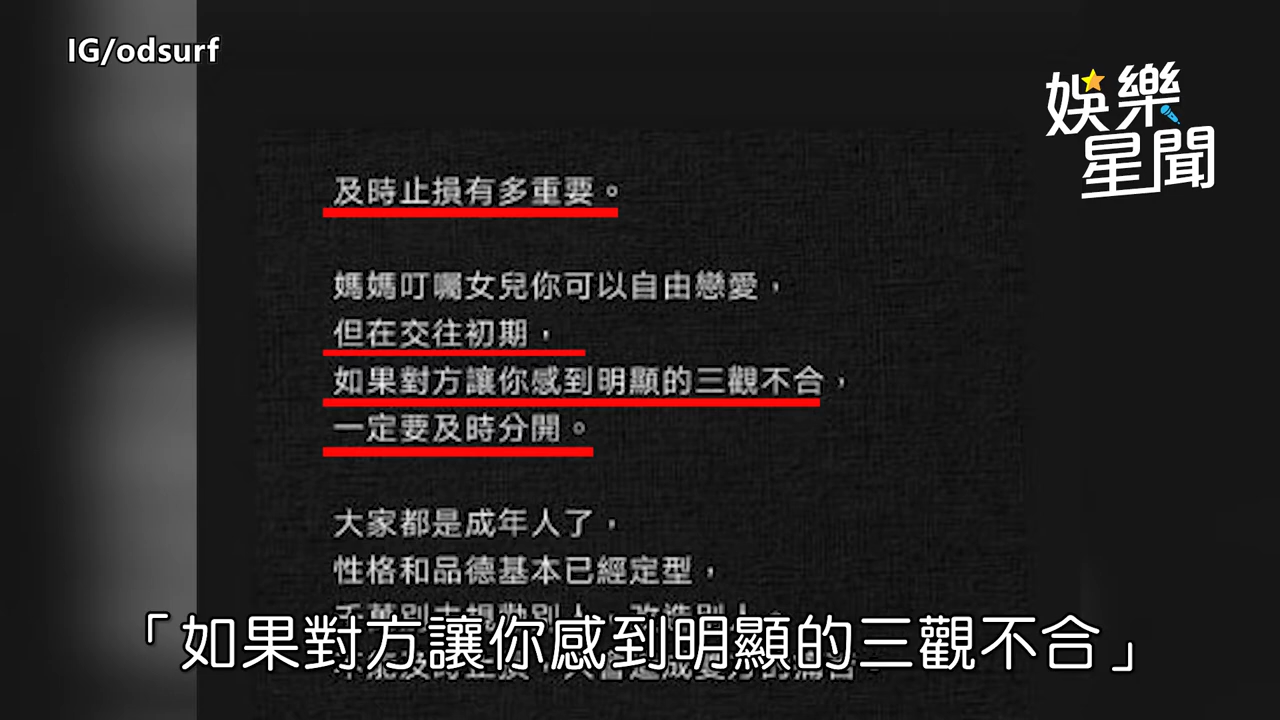 IG/odsurf
娛樂
星聞
及時止損有多重要。
媽媽叮囑女兒你可以自由戀愛，
但在交往初期，
如果對方讓你感到明顯的三觀不合，
一定要及時分開。
大家都是成年人了，
性格和品德基本已經定型，
「如果對方讓你感到明顯的三觀不合」